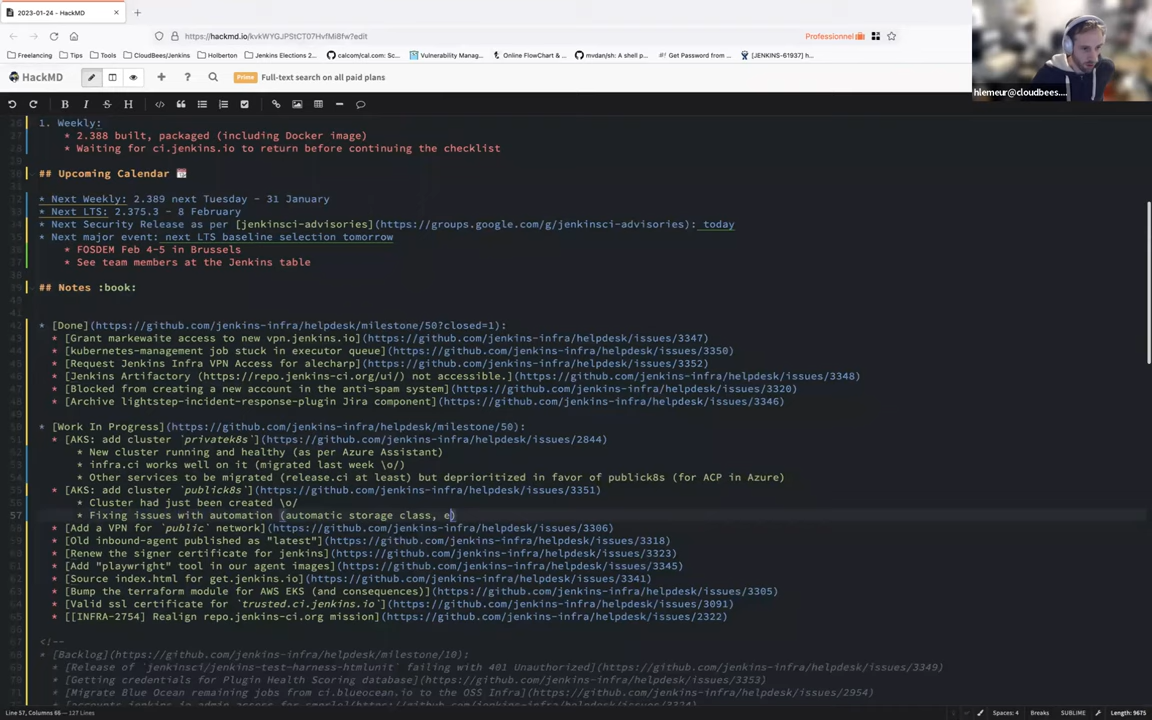 2023-01-24 - HackMD
https://hackmd.io/kvkWYGJPStCT07HvfMi8fw?edit
Professionnel
Freelancing Tips Tools CloudBees/Jenkins Holberton Jenkins Elections 2... calcom/cal.com: Sc... Vulnerability Manag... Online FlowChart &... mvdan/sh: A shell p... Get Password from ... [JENKINS-61937] yh...
HackMD
Prime Full-text search on all paid plans
hlemeur@cloudbees....
1. Weekly:
* 2.388 built, packaged (including Docker image)
* Waiting for ci.jenkins.io to return before continuing the checklist
## Upcoming Calendar
* Next Weekly: 2.389 next Tuesday - 31 January
* Next LTS: 2.375.3 - 8 February
* Next Security Release as per [jenkinsci-advisories](https://groups.google.com/g/jenkinsci-advisories): today
* Next major event: next LTS baseline selection tomorrow
* FOSDEM Feb 4-5 in Brussels
* See team members at the Jenkins table
## Notes :book:
* [Done](https://github.com/jenkins-infra/helpdesk/milestone/50?closed=1):
* [Grant markewaite access to new vpn.jenkins.io](https://github.com/jenkins-infra/helpdesk/issues/3347)
* [kubernetes-management job stuck in executor queue](https://github.com/jenkins-infra/helpdesk/issues/3350)
* [Request Jenkins Infra VPN Access for alecharp](https://github.com/jenkins-infra/helpdesk/issues/3352)
* [Jenkins Artifactory (https://repo.jenkins-ci.org/ui/) not accessible.](https://github.com/jenkins-infra/helpdesk/issues/3348)
* [Blocked from creating a new account in the anti-spam system](https://github.com/jenkins-infra/helpdesk/issues/3320)
* [Archive lightstep-incident-response-plugin Jira component](https://github.com/jenkins-infra/helpdesk/issues/3346)
* [Work In Progress](https://github.com/jenkins-infra/helpdesk/milestone/50):
* [AKS: add cluster `privatek8s`](https://github.com/jenkins-infra/helpdesk/issues/2844)
* New cluster running and healthy (as per Azure Assistant)
* infra.ci works well on it (migrated last week \o/)
* Other services to be migrated (release.ci at least) but deprioritized in favor of publick8s (for ACP in Azure)
* [AKS: add cluster `publick8s`](https://github.com/jenkins-infra/helpdesk/issues/3351)
* Cluster had just been created \o/
57 * Fixing issues with automation (automatic storage class, e)
* [Add a VPN for `public` network](https://github.com/jenkins-infra/helpdesk/issues/3306)
* [Old inbound-agent published as "latest"](https://github.com/jenkins-infra/helpdesk/issues/3318)
* [Renew the signer certificate for jenkins](https://github.com/jenkins-infra/helpdesk/issues/3323)
* [Add "playwright" tool in our agent images](https://github.com/jenkins-infra/helpdesk/issues/3345)
* [Source index.html for get.jenkins.io](https://github.com/jenkins-infra/helpdesk/issues/3341)
* [Bump the terraform module for AWS EKS (and consequences)](https://github.com/jenkins-infra/helpdesk/issues/3305)
* [Valid ssl certificate for `trusted.ci.jenkins.io`](https://github.com/jenkins-infra/helpdesk/issues/3091)
* [[INFRA-2754] Realign repo.jenkins-ci.org mission](https://github.com/jenkins-infra/helpdesk/issues/2322)
<!--
* [Backlog](https://github.com/jenkins-infra/helpdesk/milestone/10):
* [Release of `jenkinsci/jenkins-test-harness-htmlunit` failing with 401 Unauthorized](https://github.com/jenkins-infra/helpdesk/issues/3349)
* [Getting credentials for Plugin Health Scoring database](https://github.com/jenkins-infra/helpdesk/issues/3353)
* [Migrate Blue Ocean remaining jobs from ci.blueocean.io to the OSS Infra](https://github.com/jenkins-infra/helpdesk/issues/2954)
Line 57, Columns 66 — 127 Lines
Spaces: 4 Breaks SUBLIME Length: 9675